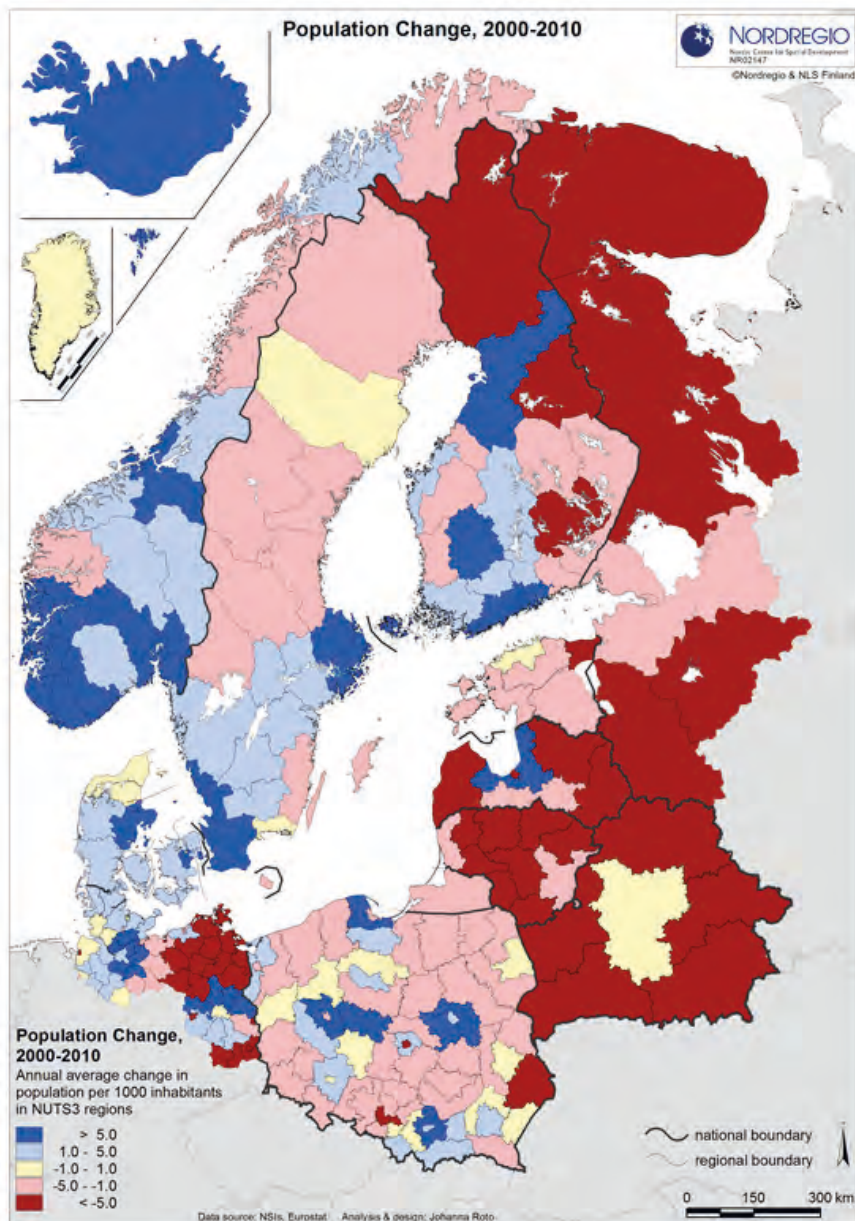 Population Change, 2000-2010
NORDREGIO
Nordic Centre for Spatial Development
NR02147
©Nordregio & NLS Finland
Population Change,
2000-2010
Annual average change in
population per 1000 inhabitants
in NUTS3 regions
> 5.0
1.0 - 5.0
-1.0 - 1.0
-5.0 - -1.0
< -5.0
national boundary
regional boundary
0 150 300 km
Data source: NSIs, Eurostat Analysis & design: Johanna Roto